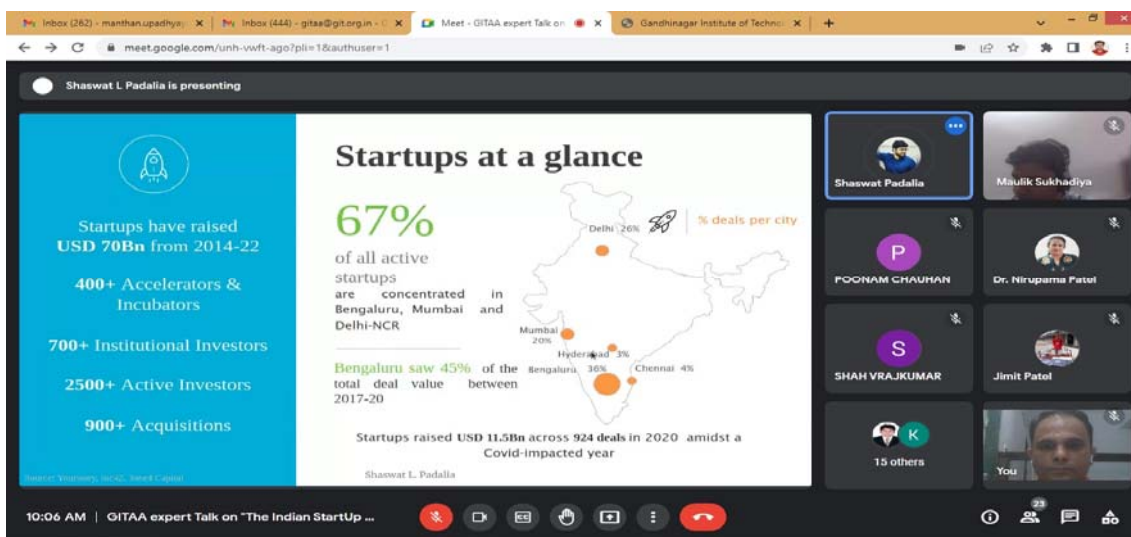 Inbox (262) - manthan.upadhyay
Inbox (444) - gitaa@git.org.in - G
Meet - GITAA expert Talk on
Gandhinagar Institute of Techno
meet.google.com/unh-vwft-ago?pli=1&authuser=1
Shaswat L Padalia is presenting
Startups have raised
USD 70Bn from 2014-22
400+ Accelerators &
Incubators
700+ Institutional Investors
2500+ Active Investors
900+ Acquisitions
Startups at a glance
67%
of all active
startups
are concentrated in
Bengaluru, Mumbai and
Delhi-NCR
Bengaluru saw 45% of the
total deal value between
2017-20
% deals per city
Delhi 26%
Mumbai
20%
Hyderabad 3%
Bengaluru 36%
Chennai 4%
Startups raised USD 11.5Bn across 924 deals in 2020 amidst a
Covid-impacted year
Shaswat L. Padalia
Shaswat Padalia
Maulik Sukhadiya
P
POONAM CHAUHAN
Dr. Nirupama Patel
S
SHAH VRAJKUMAR
Jimit Patel
K
15 others
You
10:06 AM | GITAA expert Talk on "The Indian StartUp ...
CC
23